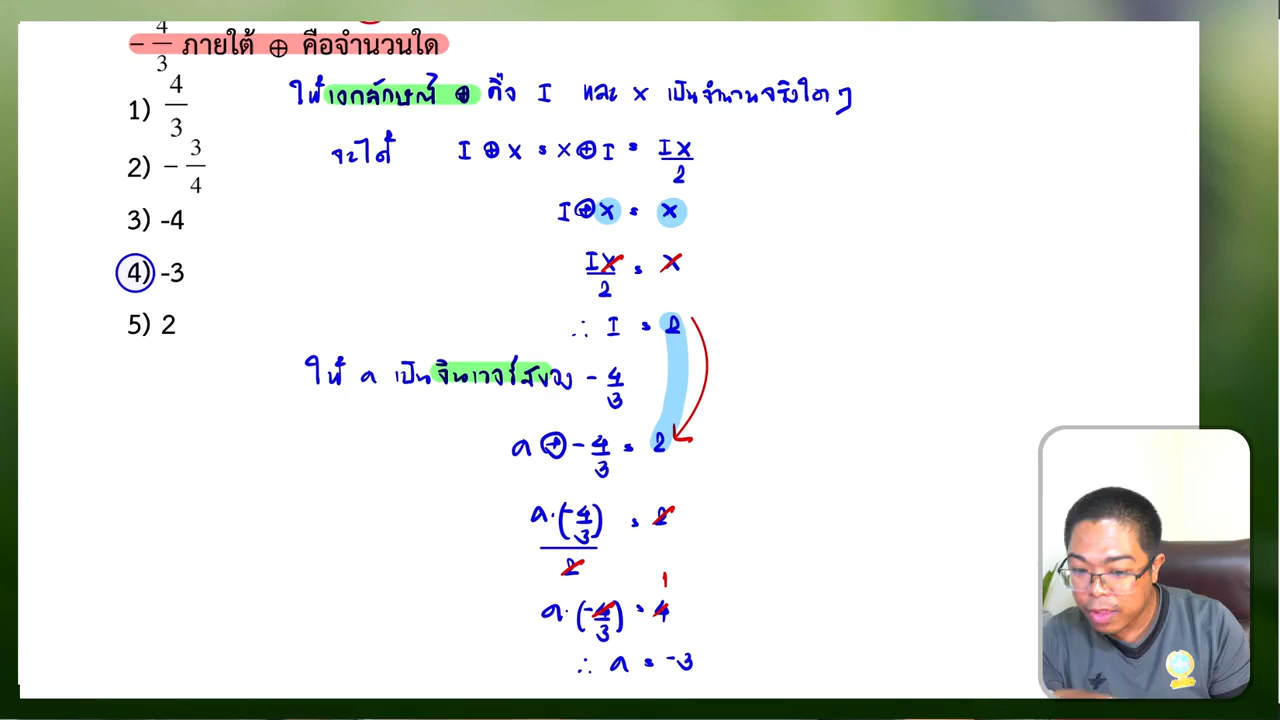 -4/3 ภายใต้ ⊕ คือจำนวนใด
1) 4/3
2) -3/4
3) -4
4) -3
5) 2
ให้เอกลักษณ์ ⊕ คือ I และ x เป็นจำนวนจริงใดๆ
จะได้ I ⊕ x = x ⊕ I = Ix/2
I ⊕ x = x
Ix/2 = x
∴ I = 2
ให้ a เป็นอินเวอร์สของ -4/3
a ⊕ -4/3 = 2
a·(-4/3)/2 = 2
1
a·(-4/3) = 4
∴ a = -3